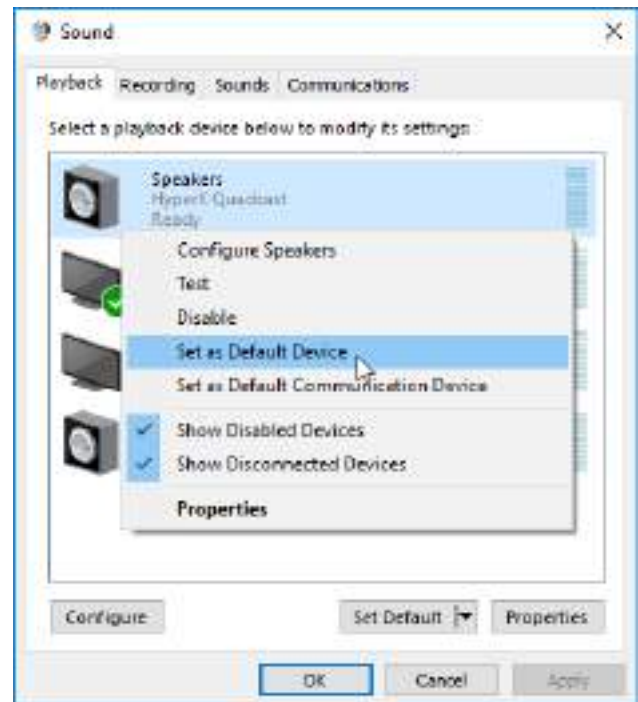 Sound
Playback Recording Sounds Communications
Select a playback device below to modify its settings:
Speakers
HyperX Quadcast
Ready
Configure Speakers
Test
Disable
Set as Default Device
Set as Default Communication Device
Show Disabled Devices
Show Disconnected Devices
Properties
Configure Set Default Properties
OK Cancel Apply